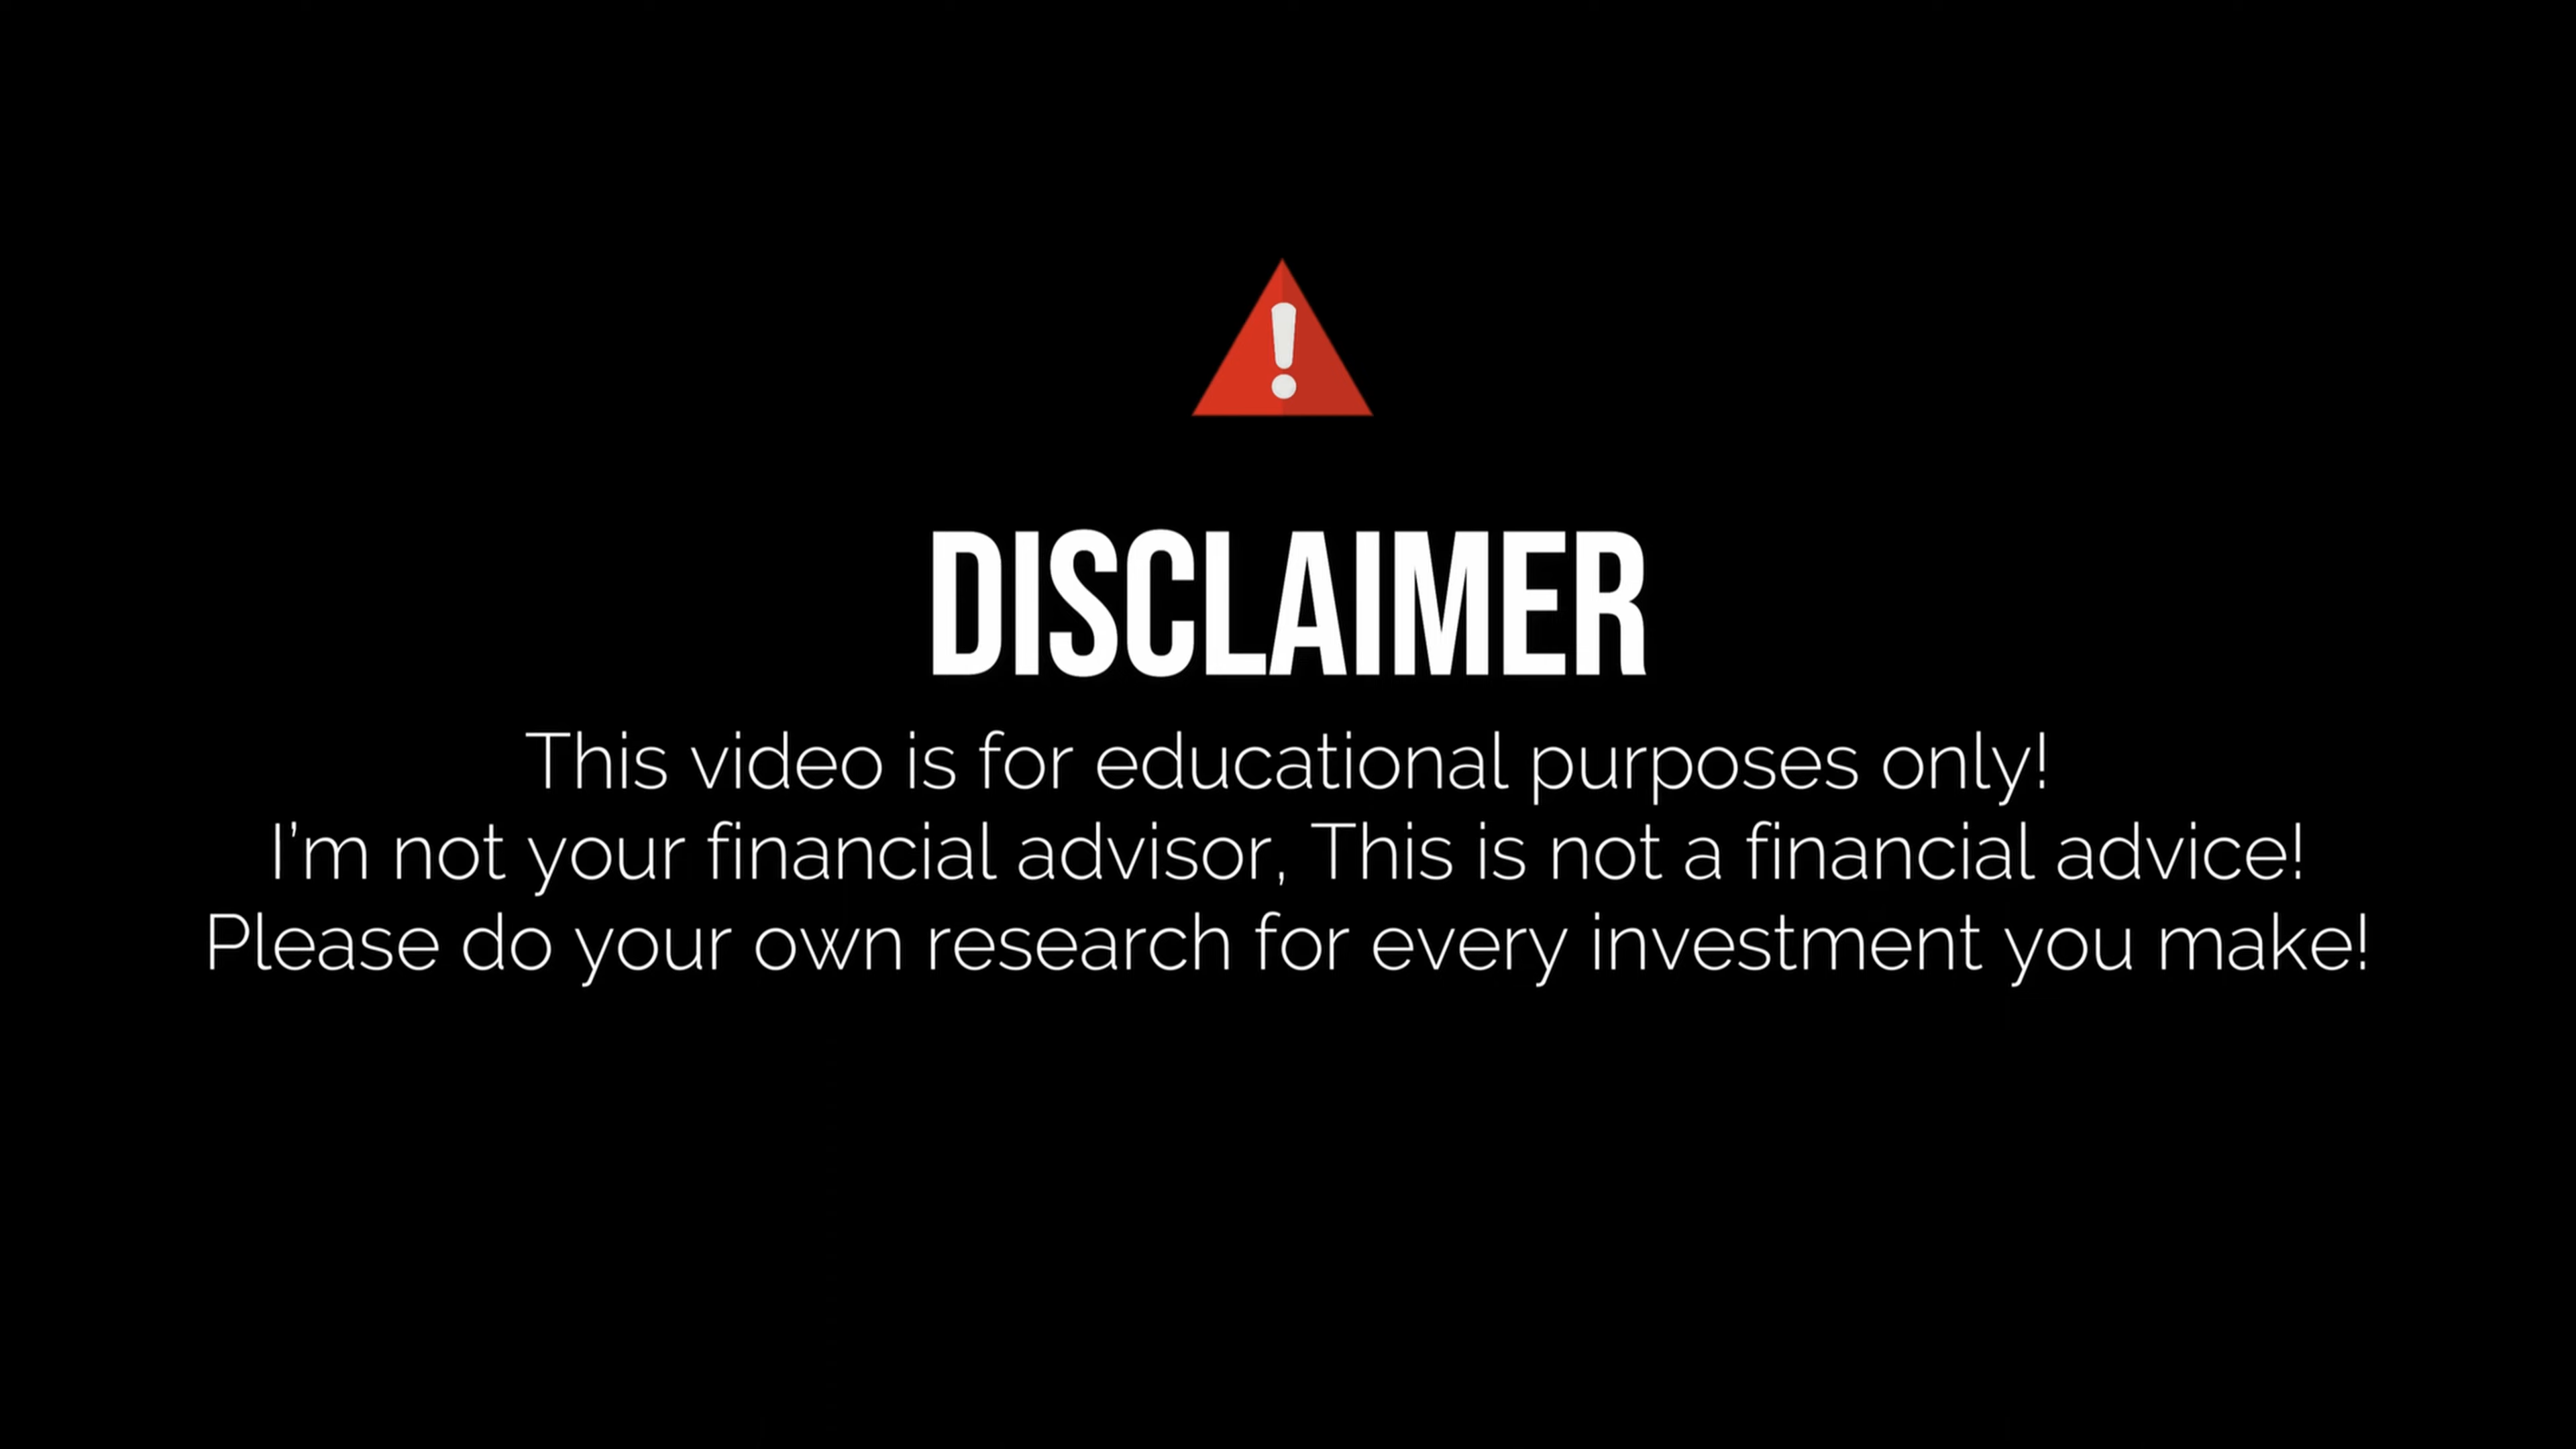 DISCLAIMER
This video is for educational purposes only!
I'm not your financial advisor, This is not a financial advice!
Please do your own research for every investment you make!